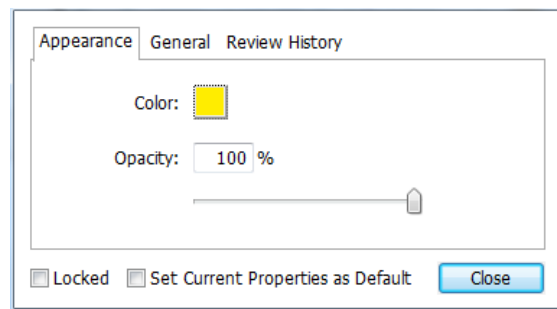 Appearance General Review History
Color:
Opacity: 100 %
Locked Set Current Properties as Default Close